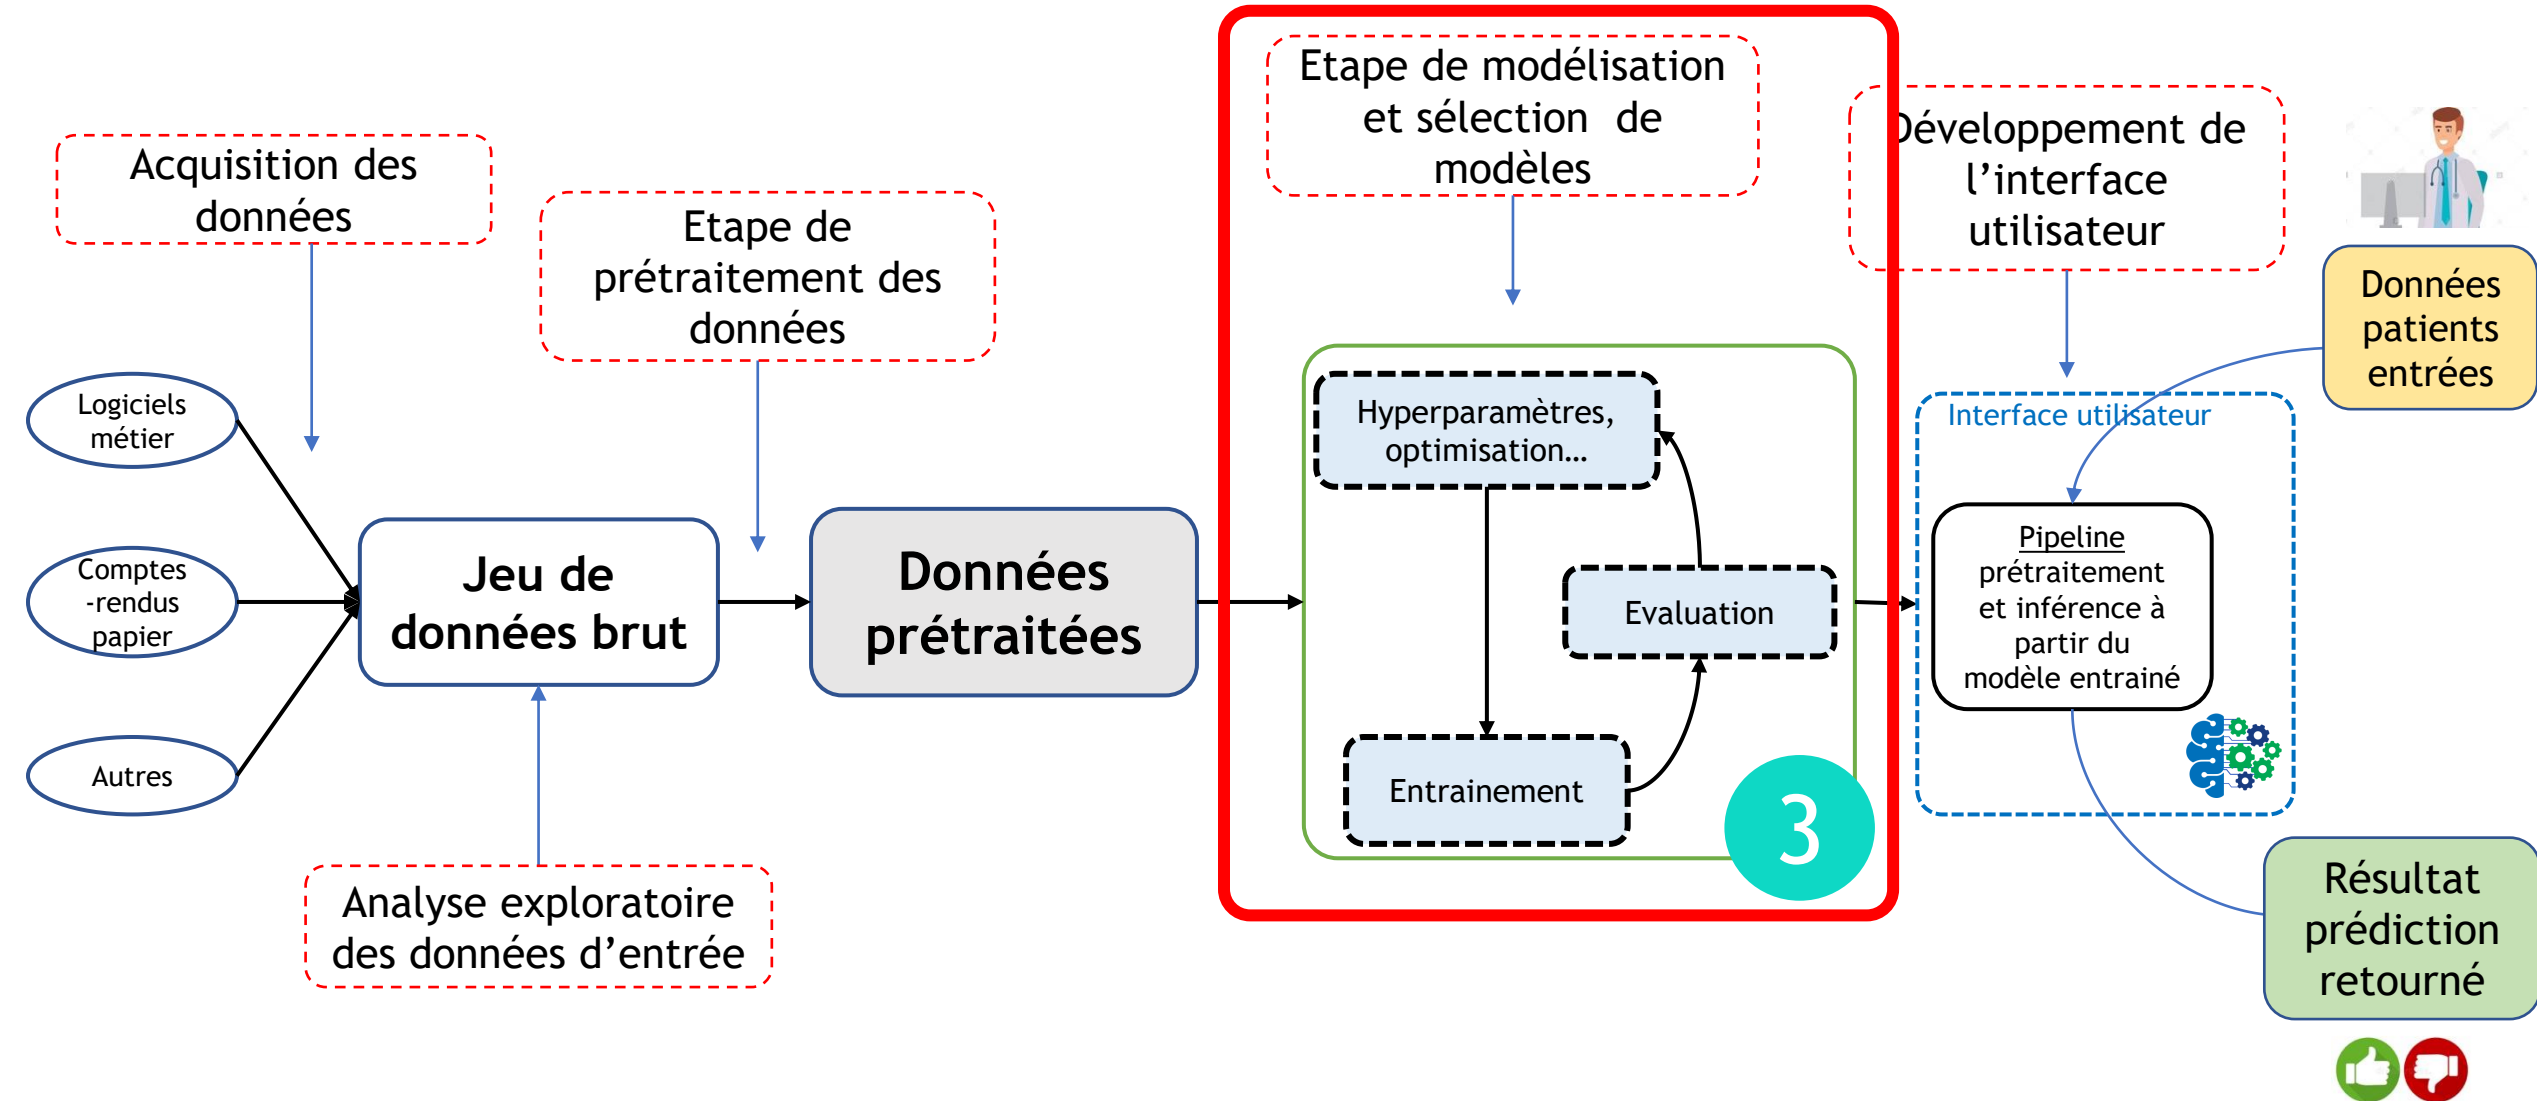 Acquisition des
données
Etape de
prétraitement des
données
Etape de modélisation
et sélection de
modèles
Développement de
l’interface
utilisateur
Données
patients
entrées
Logiciels
métier
Comptes
-rendus
papier
Autres
Jeu de
données brut
Données
prétraitées
Hyperparamètres,
optimisation…
Evaluation
Entrainement
3
Interface utilisateur
Pipeline
prétraitement
et inférence à
partir du
modèle entrainé
Analyse exploratoire
des données d’entrée
Résultat
prédiction
retourné